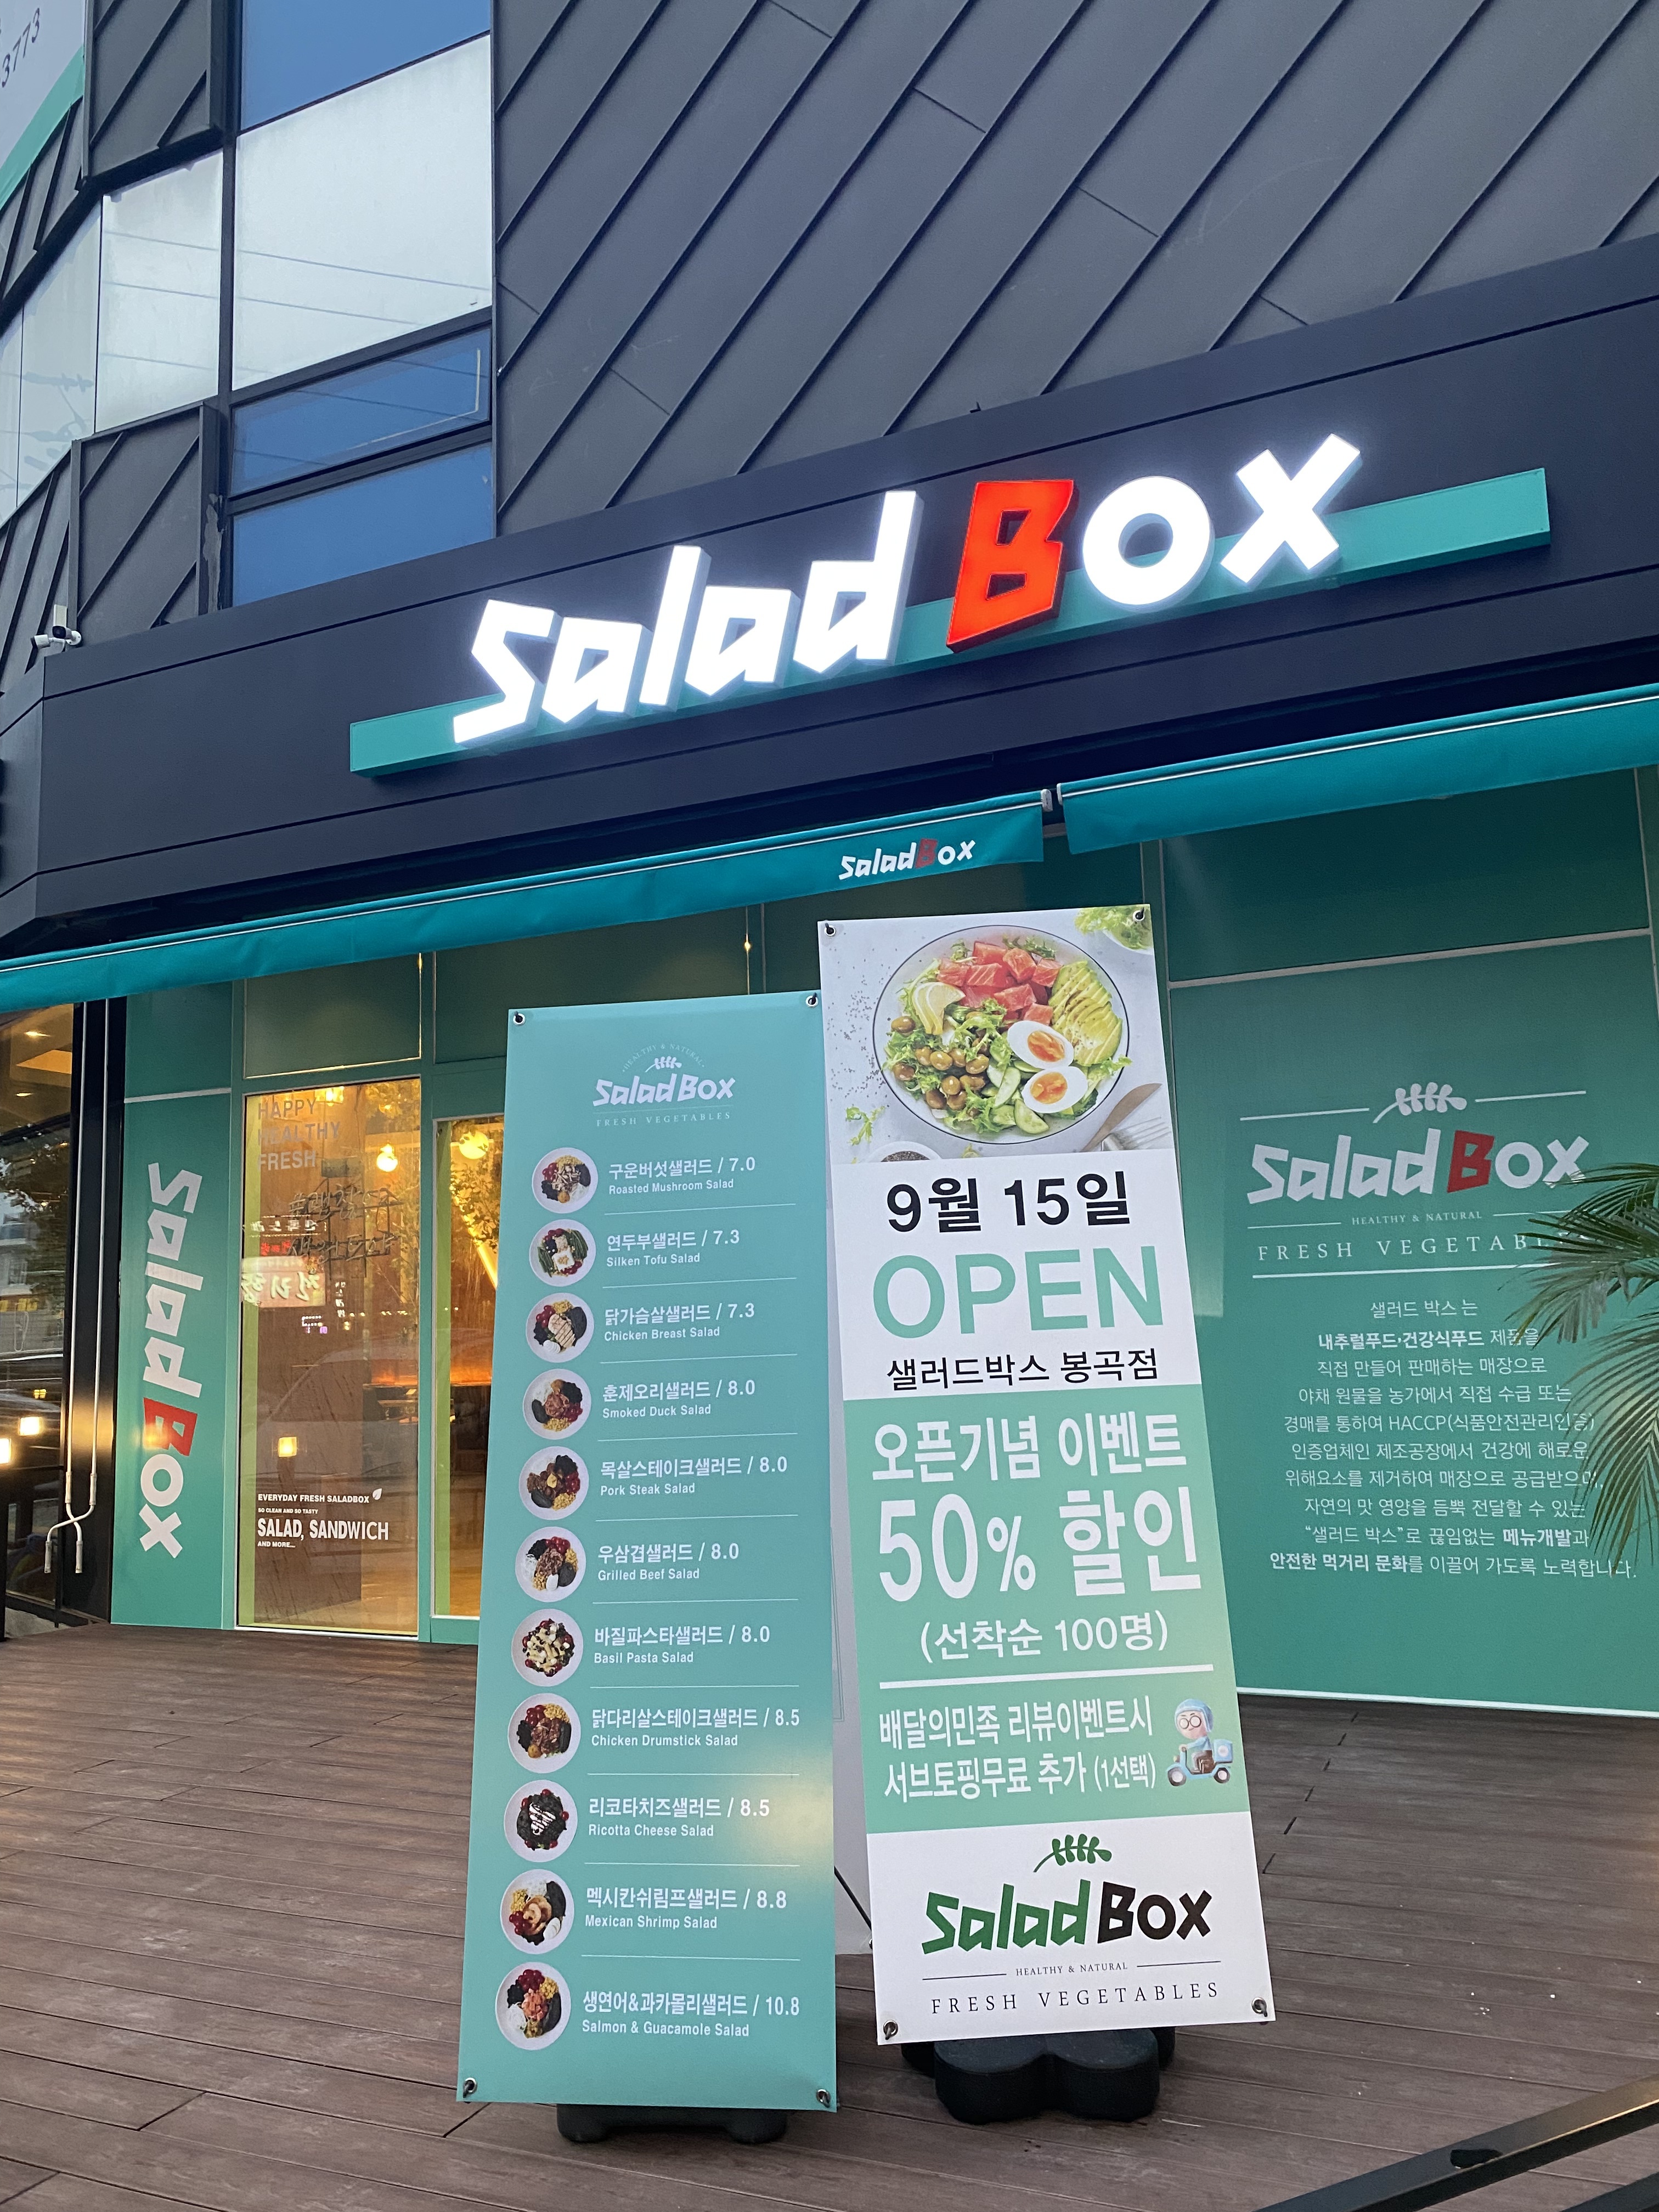 3773
Salad Box
Salad Box
HEALTHY & NATURAL
Salad Box
FRESH VEGETABLES
구운버섯샐러드 / 7.0
Roasted Mushroom Salad
연두부샐러드 / 7.3
Silken Tofu Salad
닭가슴살샐러드 / 7.3
Chicken Breast Salad
훈제오리샐러드 / 8.0
Smoked Duck Salad
목살스테이크샐러드 / 8.0
Pork Steak Salad
우삼겹샐러드 / 8.0
Grilled Beef Salad
바질파스타샐러드 / 8.0
Basil Pasta Salad
닭다리살스테이크샐러드 / 8.5
Chicken Drumstick Salad
리코타치즈샐러드 / 8.5
Ricotta Cheese Salad
멕시칸쉬림프샐러드 / 8.8
Mexican Shrimp Salad
생연어&과카몰리샐러드 / 10.8
Salmon & Guacamole Salad
9월 15일
OPEN
샐러드박스 봉곡점
오픈기념 이벤트
50% 할인
(선착순 100명)
배달의민족 리뷰이벤트시
서브토핑무료 추가 (1선택)
Salad Box
HEALTHY & NATURAL
FRESH VEGETABLES
Salad Box
HAPPY
HEALTHY
FRESH
EVERYDAY FRESH SALADBOX
SO CLEAN AND SO TASTY
SALAD, SANDWICH
AND MORE...
Salad Box
HEALTHY & NATURAL
FRESH VEGETABLES
샐러드 박스 는
내추럴푸드·건강식푸드 제품을
직접 만들어 판매하는 매장으로
야채 원물을 농가에서 직접 수급 또는
경매를 통하여 HACCP(식품안전관리인증)
인증업체인 제조공장에서 건강에 해로운
위해요소를 제거하여 매장으로 공급받으며,
자연의 맛 영양을 듬뿍 전달할 수 있는
"샐러드 박스"로 끊임없는 메뉴개발과
안전한 먹거리 문화를 이끌어 가도록 노력합니다.